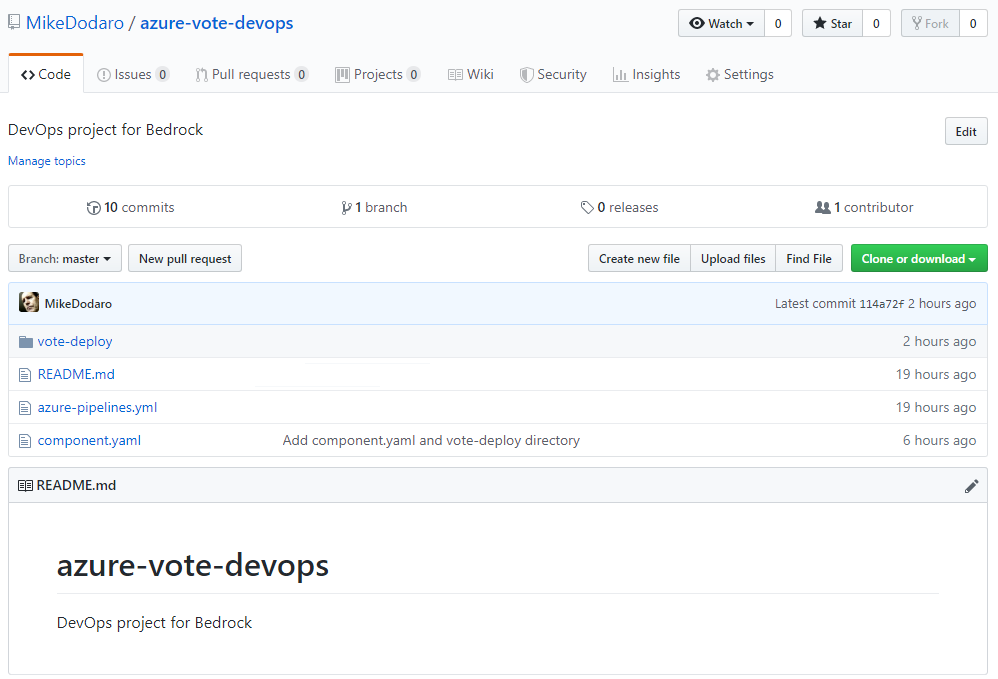 MikeDodaro / azure-vote-devops
Watch 0 Star 0 Fork 0
Code Issues 0 Pull requests 0 Projects 0 Wiki Security Insights Settings
DevOps project for Bedrock
Edit
Manage topics
10 commits 1 branch 0 releases 1 contributor
Branch: master New pull request Create new file Upload files Find File Clone or download
MikeDodaro Latest commit 114a72f 2 hours ago
vote-deploy 2 hours ago
README.md 19 hours ago
azure-pipelines.yml 19 hours ago
component.yaml Add component.yaml and vote-deploy directory 6 hours ago
README.md
azure-vote-devops
DevOps project for Bedrock